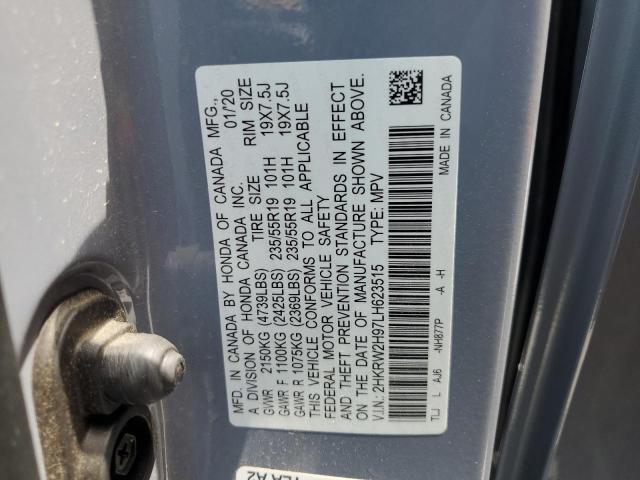 MFD. IN CANADA BY HONDA OF CANADA MFG.,
A DIVISION OF HONDA CANADA INC. 01/'20
TIRE SIZE RIM SIZE
GVWR 2150KG (4739LBS)
GAWR F 1100KG (2425LBS) 235/55R19 101H 19X7.5J
GAWR R 1075KG (2369LBS) 235/55R19 101H 19X7.5J
THIS VEHICLE CONFORMS TO ALL APPLICABLE
FEDERAL MOTOR VEHICLE SAFETY
AND THEFT PREVENTION STANDARDS IN EFFECT
ON THE DATE OF MANUFACTURE SHOWN ABOVE.
V.I.N.: 2HKRW2H97LH623515 TYPE: MPV
TLJ L AJ6 -NH877P -A -H MADE IN CANADA